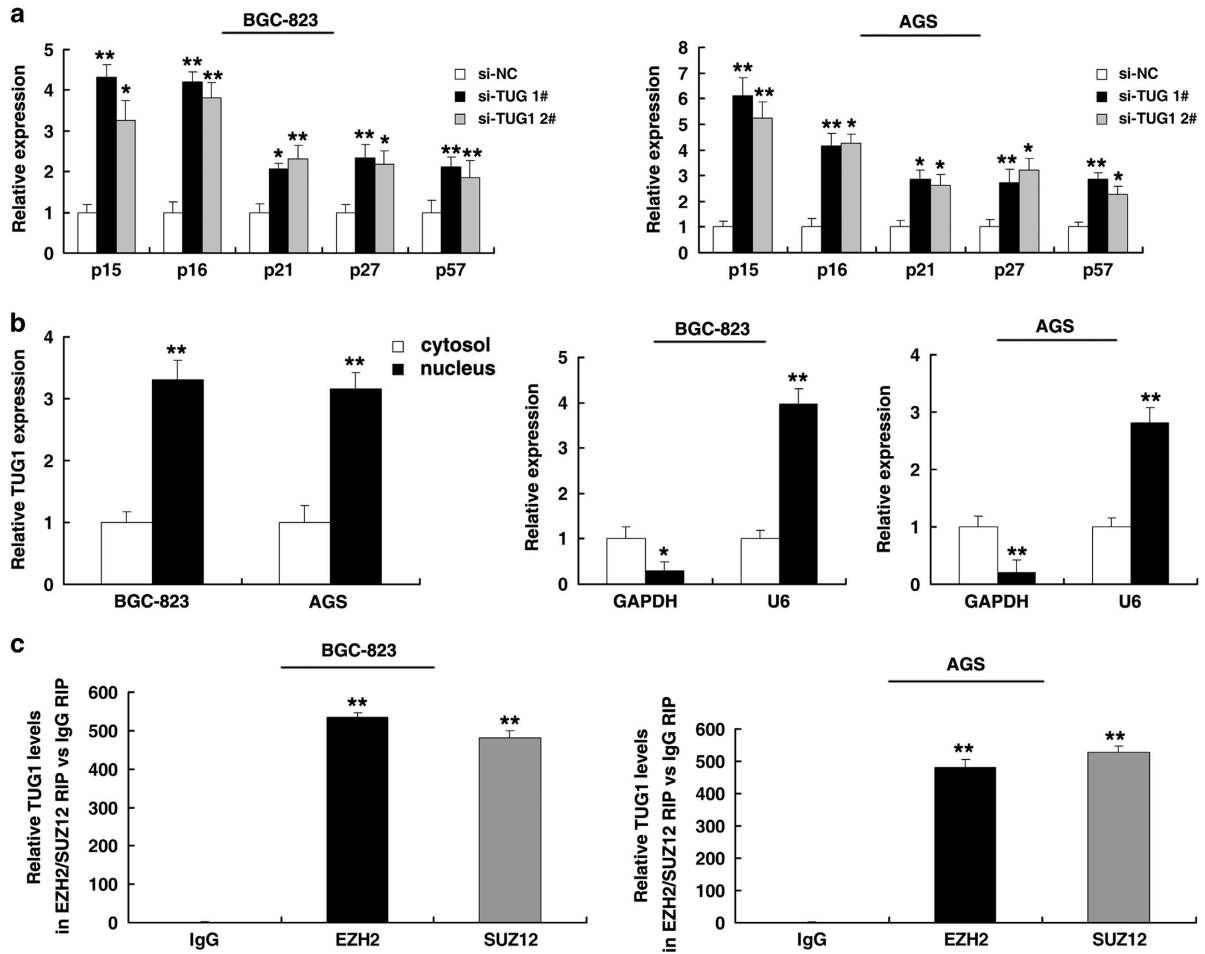 a
BGC-823
Relative expression
5
4
3
2
1
0
** * ** ** * ** ** * ** **
si-NC
si-TUG 1#
si-TUG1 2#
p15 p16 p21 p27 p57
AGS
Relative expression
8
7
6
5
4
3
2
1
0
** ** ** * * * ** * ** *
si-NC
si-TUG 1#
si-TUG1 2#
p15 p16 p21 p27 p57
b
Relative TUG1 expression
4
3
2
1
0
** **
cytosol
nucleus
BGC-823 AGS
BGC-823
Relative expression
5
4
3
2
1
0
* **
GAPDH U6
AGS
Relative expression
4
3
2
1
0
** **
GAPDH U6
c
BGC-823
Relative TUG1 levels
in EZH2/SUZ12 RIP vs IgG RIP
600
500
400
300
200
100
0
** **
IgG EZH2 SUZ12
AGS
Relative TUG1 levels
in EZH2/SUZ12 RIP vs IgG RIP
600
500
400
300
200
100
0
** **
IgG EZH2 SUZ12